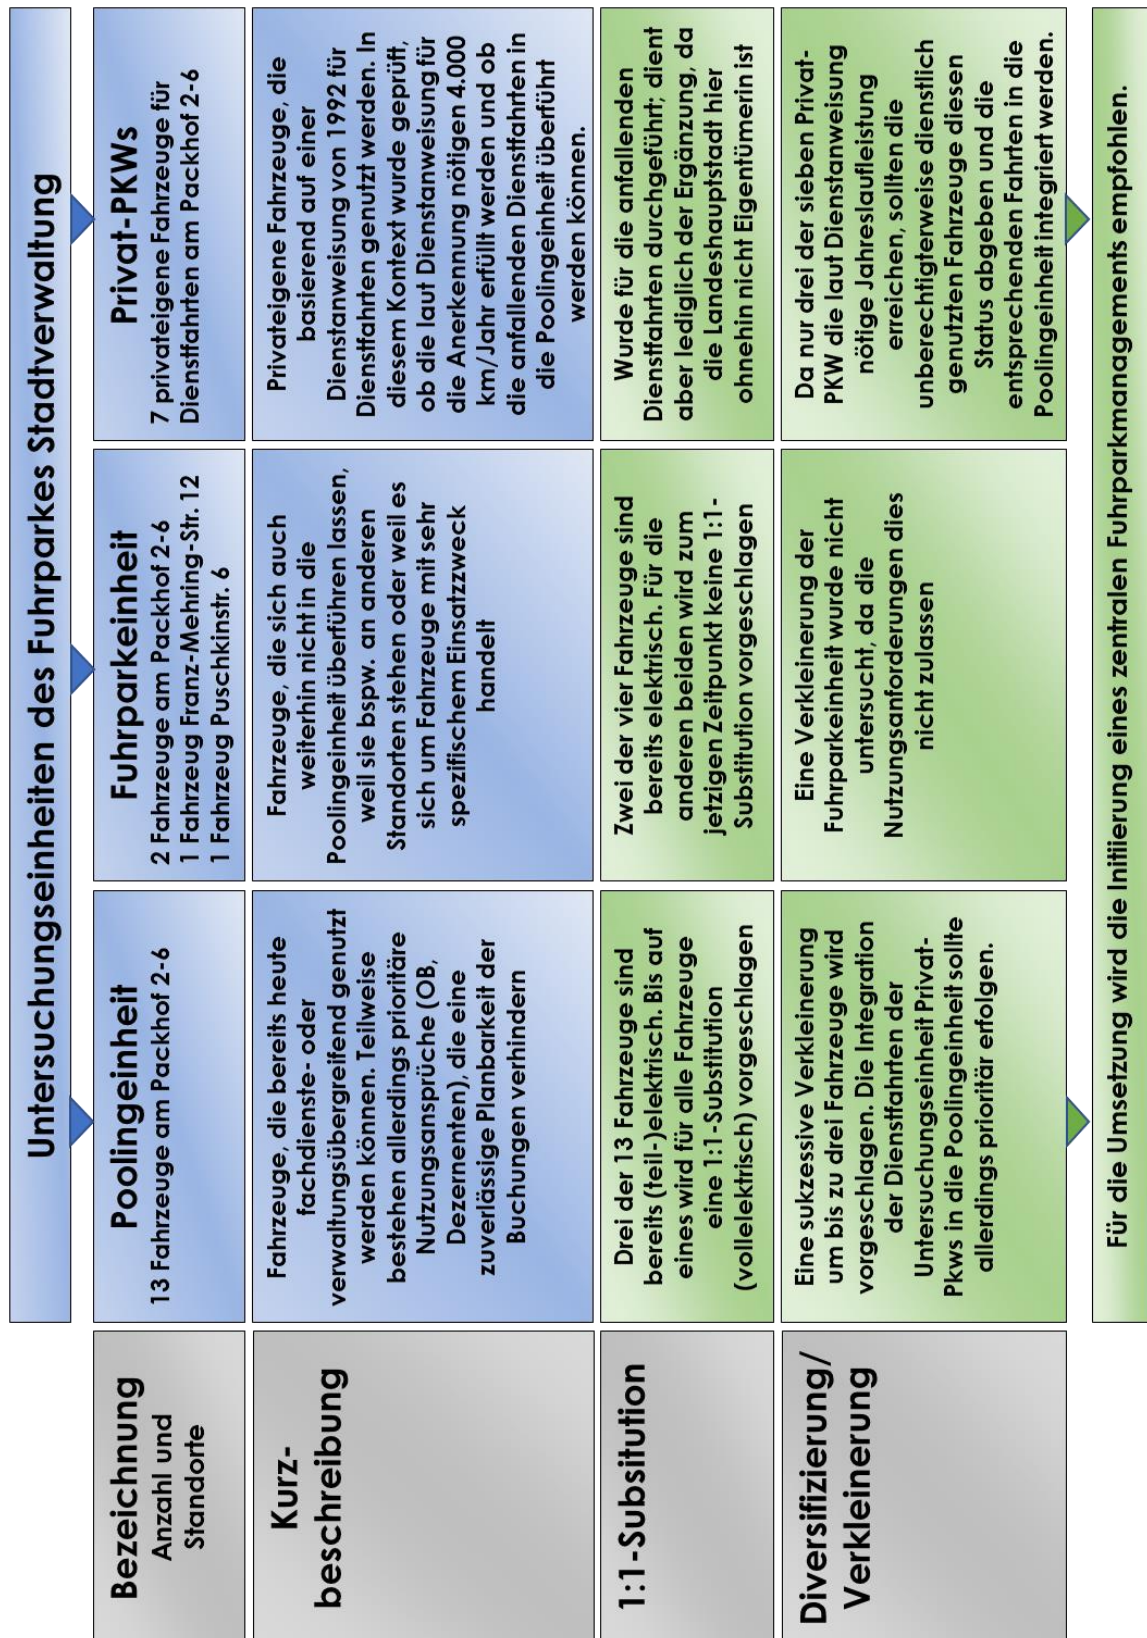 Untersuchungseinheiten des Fuhrparkes Stadtverwaltung
Bezeichnung
Anzahl und
Standorte
Poolingeinheit
13 Fahrzeuge am Packhof 2-6
Fuhrparkeinheit
2 Fahrzeuge am Packhof 2-6
1 Fahrzeug Franz-Mehring-Str. 12
1 Fahrzeug Puschkinstr. 6
Privat-PKWs
7 privateigene Fahrzeuge für
Dienstfahrten am Packhof 2-6
Kurz-
beschreibung
Fahrzeuge, die bereits heute
fachdienste- oder
verwaltungsübergreifend genutzt
werden können. Teilweise
bestehen allerdings prioritäre
Nutzungsansprüche (OB,
Dezernenten), die eine
zuverlässige Planbarkeit der
Buchungen verhindern
Fahrzeuge, die sich auch
weiterhin nicht in die
Poolingeinheit überführen lassen,
weil sie bspw. an anderen
Standorten stehen oder weil es
sich um Fahrzeuge mit sehr
spezifischem Einsatzzweck
handelt
Privateigene Fahrzeuge, die
basierend auf einer
Dienstanweisung von 1992 für
Dienstfahrten genutzt werden. In
diesem Kontext wurde geprüft,
ob die laut Dienstanweisung für
die Anerkennung nötigen 4.000
km/Jahr erfüllt werden und ob
die anfallenden Dienstfahrten in
die Poolingeinheit überführt
werden können.
1:1-Subsitution
Drei der 13 Fahrzeuge sind
bereits (teil-)elektrisch. Bis auf
eines wird für alle Fahrzeuge
eine 1:1-Substitution
(vollelektrisch) vorgeschlagen
Zwei der vier Fahrzeuge sind
bereits elektrisch. Für die
anderen beiden wird zum
jetzigen Zeitpunkt keine 1:1-
Substitution vorgeschlagen
Wurde für die anfallenden
Dienstfahrten durchgeführt; dient
aber lediglich der Ergänzung, da
die Landeshauptstadt hier
ohnehin nicht Eigentümerin ist
Diversifizierung/
Verkleinerung
Eine sukzessive Verkleinerung
um bis zu drei Fahrzeuge wird
vorgeschlagen. Die Integration
der Dienstfahrten der
Untersuchungseinheit Privat-
Pkws in die Poolingeinheit sollte
allerdings prioritär erfolgen.
Eine Verkleinerung der
Fuhrparkeinheit wurde nicht
untersucht, da die
Nutzungsanforderungen dies
nicht zulassen
Da nur drei der sieben Privat-
PKW die laut Dienstanweisung
nötige Jahreslaufleistung
erreichen, sollten die
unberechtigterweise dienstlich
genutzten Fahrzeuge diesen
Status abgeben und die
entsprechenden Fahrten in die
Poolingeinheit integriert werden.
Für die Umsetzung wird die Initiierung eines zentralen Fuhrparkmanagements empfohlen.